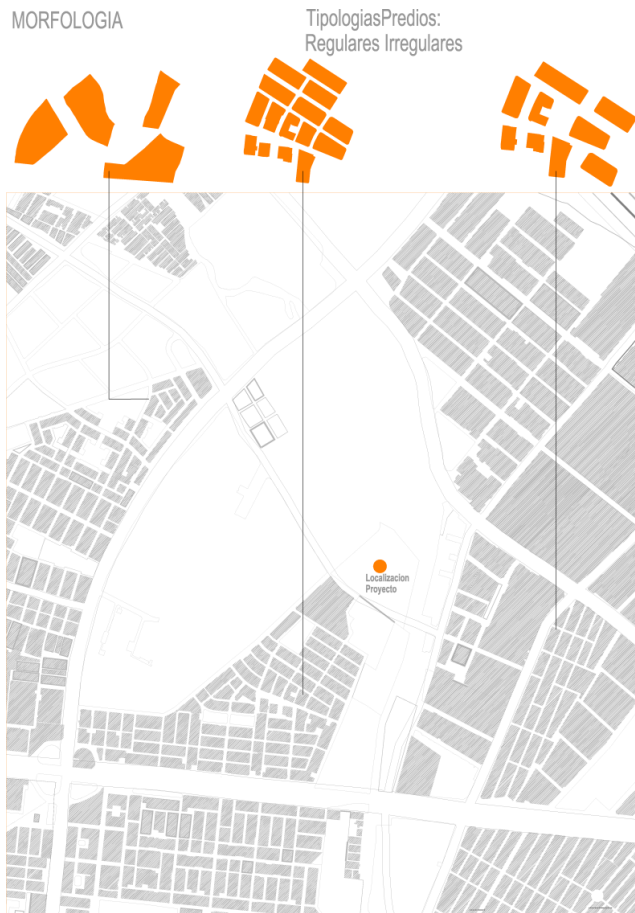 MORFOLOGIA
TipologiasPredios:
Regulares Irregulares
Localizacion
Proyecto